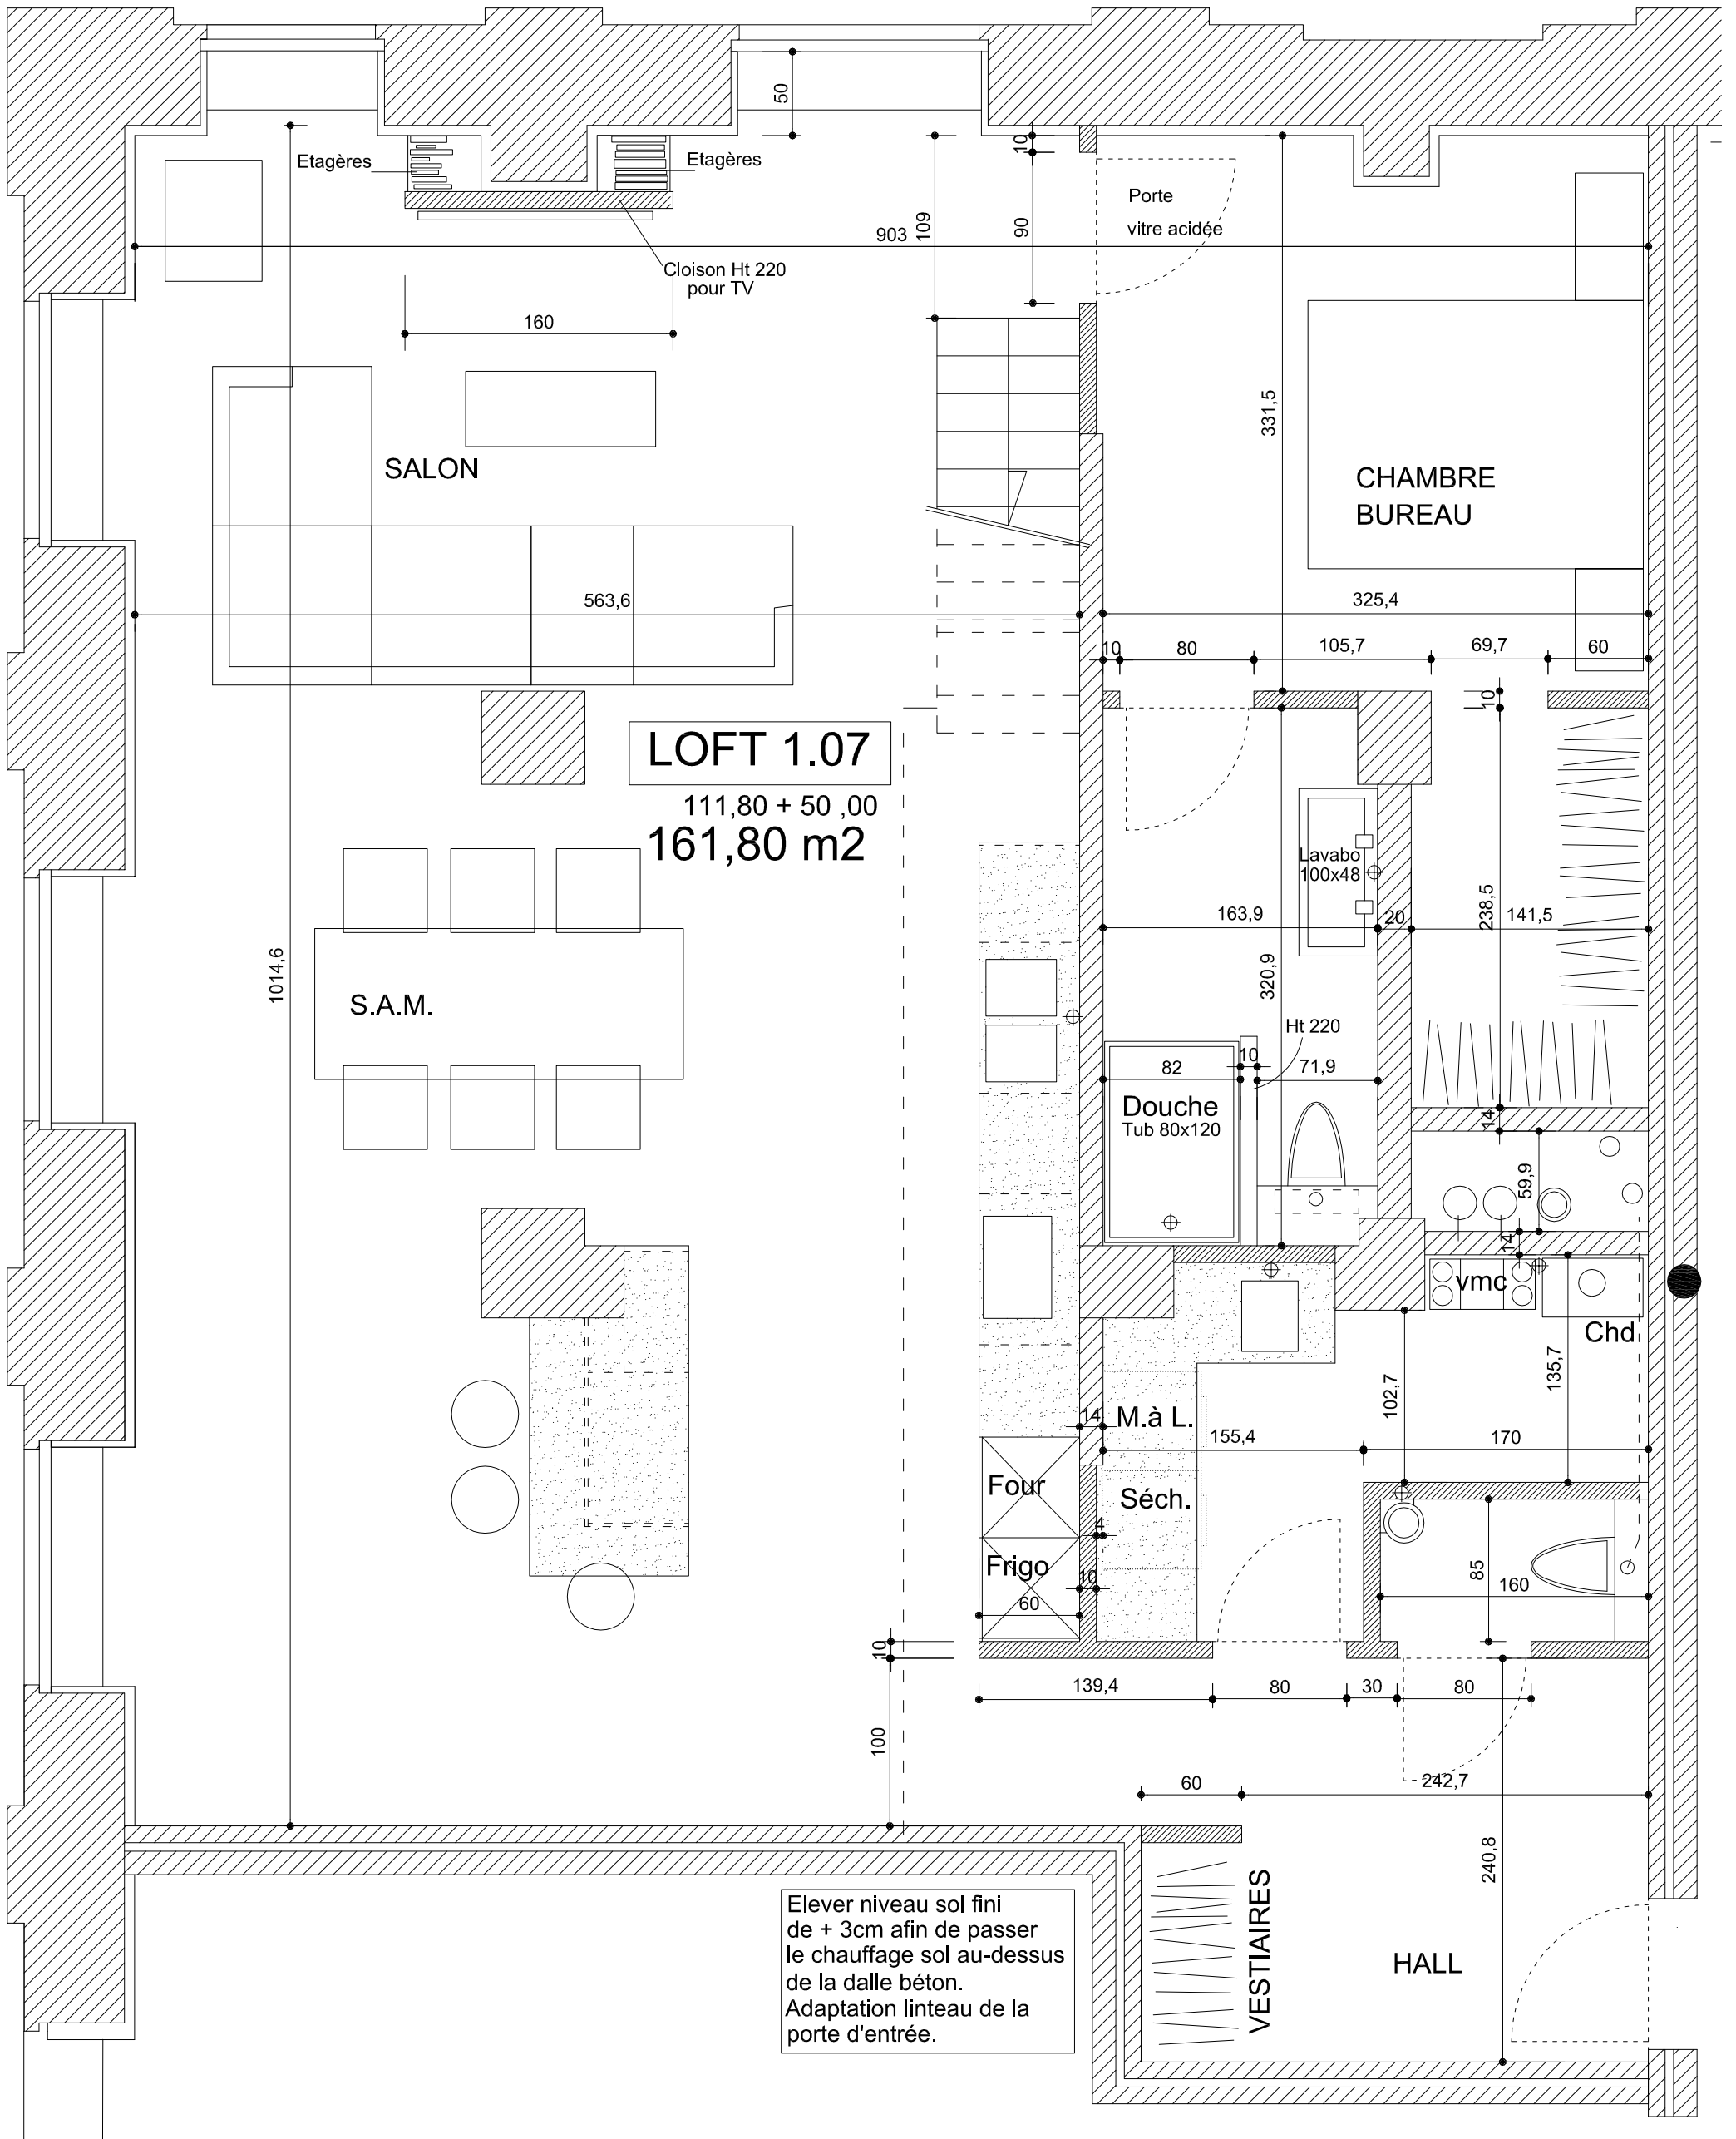 50
10
Etagères
Etagères
Porte
vitre acidée
109
90
903
Cloison Ht 220
pour TV
160
331,5
SALON
CHAMBRE
BUREAU
563,6
325,4
10
80
105,7
69,7
60
10
LOFT 1.07
111,80 + 50 ,00
161,80 m2
Lavabo
100x48
163,9
20
238,5
141,5
1014,6
320,9
S.A.M.
Ht 220
82
10
71,9
Douche
Tub 80x120
14
59,9
14
vmc
Chd
102,7
135,7
14
M.à L.
155,4
170
Four
Séch.
4
Frigo
10
60
85
160
10
139,4
80
30
80
100
60
242,7
240,8
Elever niveau sol fini
de + 3cm afin de passer
le chauffage sol au-dessus
de la dalle béton.
Adaptation linteau de la
porte d'entrée.
VESTIAIRES
HALL